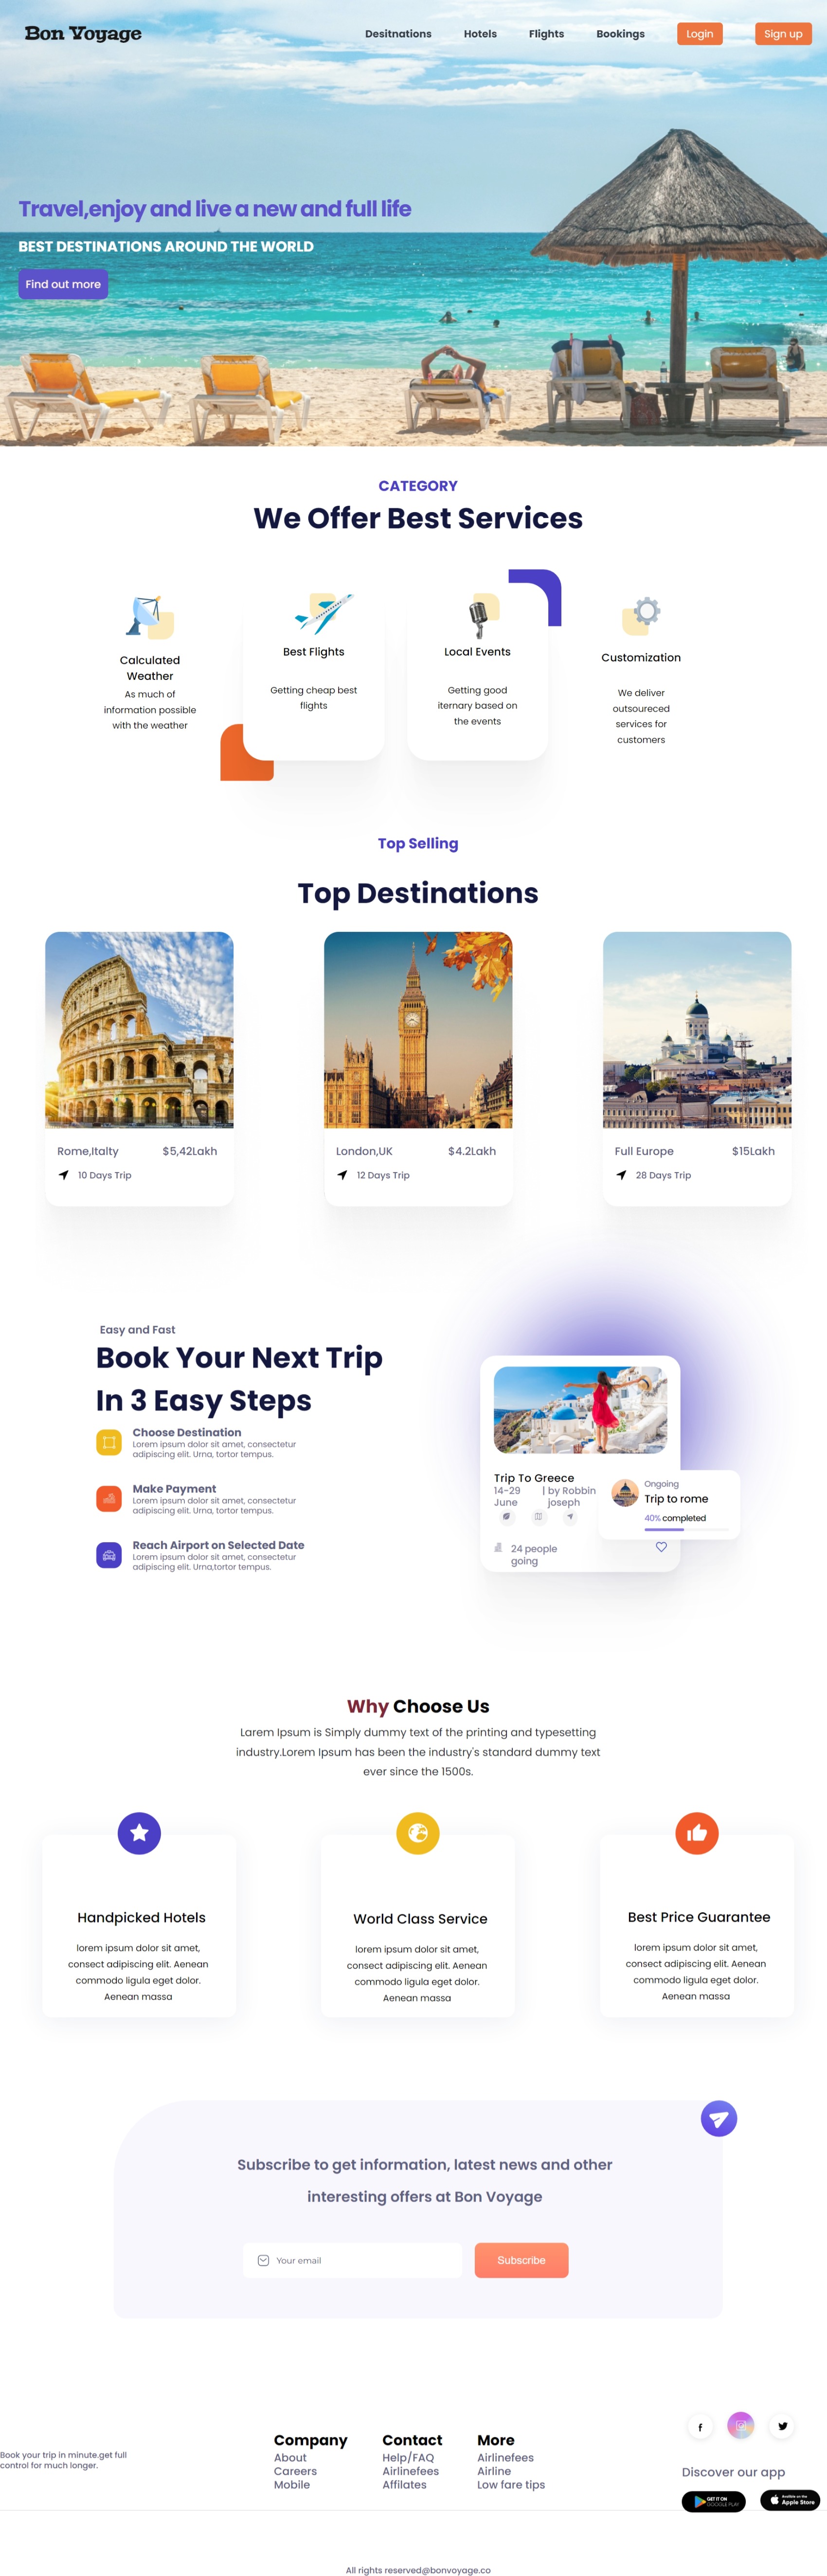 Bon Voyage
Desitnations Hotels Flights Bookings Login Sign up
Travel,enjoy and live a new and full life
BEST DESTINATIONS AROUND THE WORLD
Find out more
CATEGORY
We Offer Best Services
Calculated
Weather
As much of
information possible
with the weather
Best Flights
Getting cheap best
flights
Local Events
Getting good
iternary based on
the events
Customization
We deliver
outsoureced
services for
customers
Top Selling
Top Destinations
Rome,Italty $5,42Lakh
10 Days Trip
London,UK $4.2Lakh
12 Days Trip
Full Europe $15Lakh
28 Days Trip
Easy and Fast
Book Your Next Trip
In 3 Easy Steps
Choose Destination
Lorem ipsum dolor sit amet, consectetur
adipiscing elit. Urna, tortor tempus.
Make Payment
Lorem ipsum dolor sit amet, consectetur
adipiscing elit. Urna, tortor tempus.
Reach Airport on Selected Date
Lorem ipsum dolor sit amet, consectetur
adipiscing elit. Urna,tortor tempus.
Trip To Greece
14-29 | by Robbin
June joseph
24 people
going
Ongoing
Trip to rome
40% completed
Why Choose Us
Larem Ipsum is Simply dummy text of the printing and typesetting
industry.Lorem Ipsum has been the industry's standard dummy text
ever since the 1500s.
Handpicked Hotels
lorem ipsum dolor sit amet,
consect adipiscing elit. Aenean
commodo ligula eget dolor.
Aenean massa
World Class Service
lorem ipsum dolor sit amet,
consect adipiscing elit. Aenean
commodo ligula eget dolor.
Aenean massa
Best Price Guarantee
lorem ipsum dolor sit amet,
consect adipiscing elit. Aenean
commodo ligula eget dolor.
Aenean massa
Subscribe to get information, latest news and other
interesting offers at Bon Voyage
Your email
Subscribe
Book your trip in minute.get full
control for much longer.
Company
About
Careers
Mobile
Contact
Help/FAQ
Airlinefees
Affilates
More
Airlinefees
Airline
Low fare tips
Discover our app
GET IT ON
GOOGLE PLAY
Available on the
Apple Store
All rights reserved@bonvoyage.co